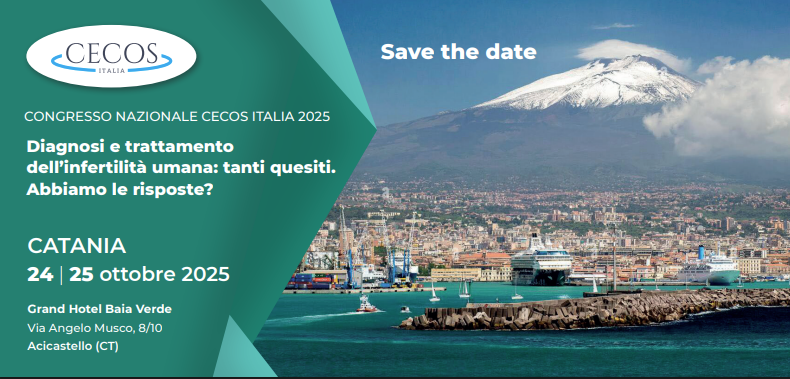 CECOS
ITALIA
Save the date
CONGRESSO NAZIONALE CECOS ITALIA 2025
Diagnosi e trattamento
dell'infertilità umana: tanti quesiti.
Abbiamo le risposte?
CATANIA
24 | 25 ottobre 2025
Grand Hotel Baia Verde
Via Angelo Musco, 8/10
Acicastello (CT)